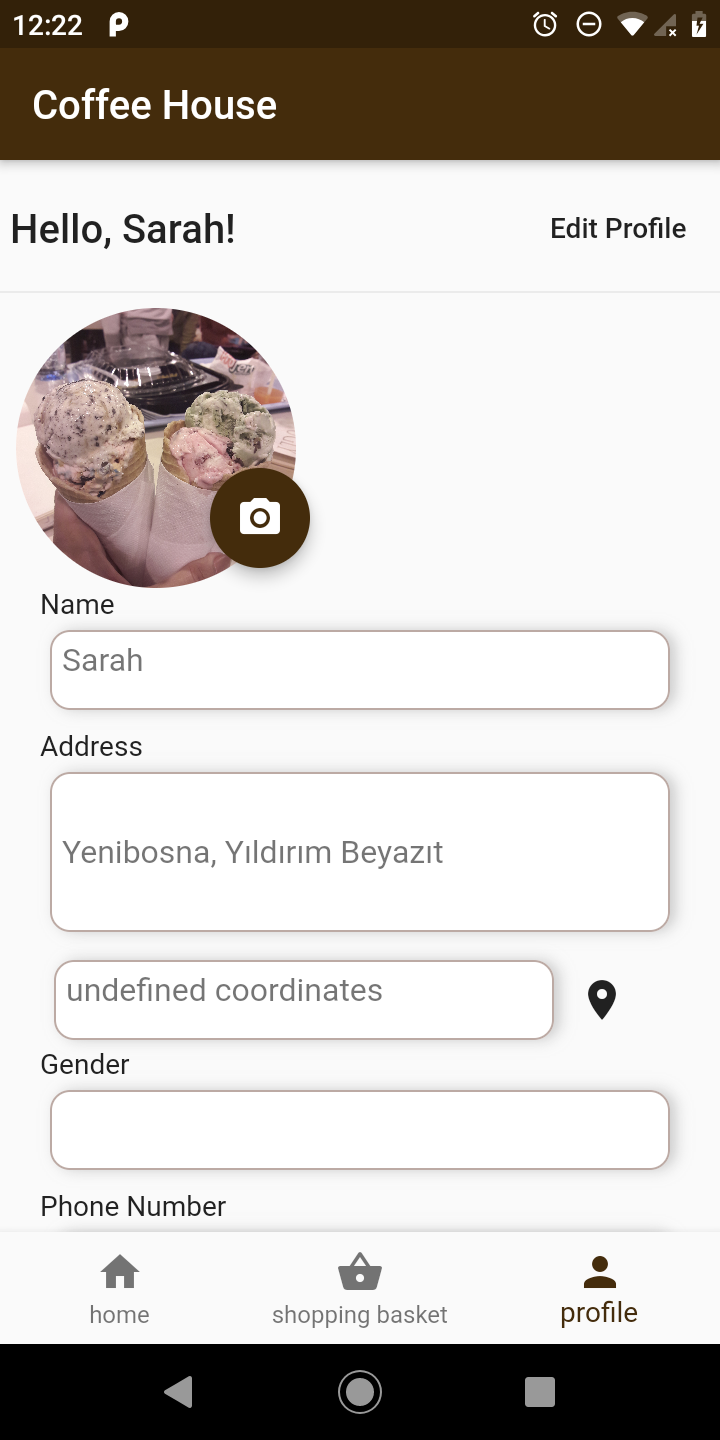 12:22
Coffee House
Hello, Sarah!
Edit Profile
Name
Sarah
Address
Yenibosna, Yıldırım Beyazıt
undefined coordinates
Gender
Phone Number
home
shopping basket
profile